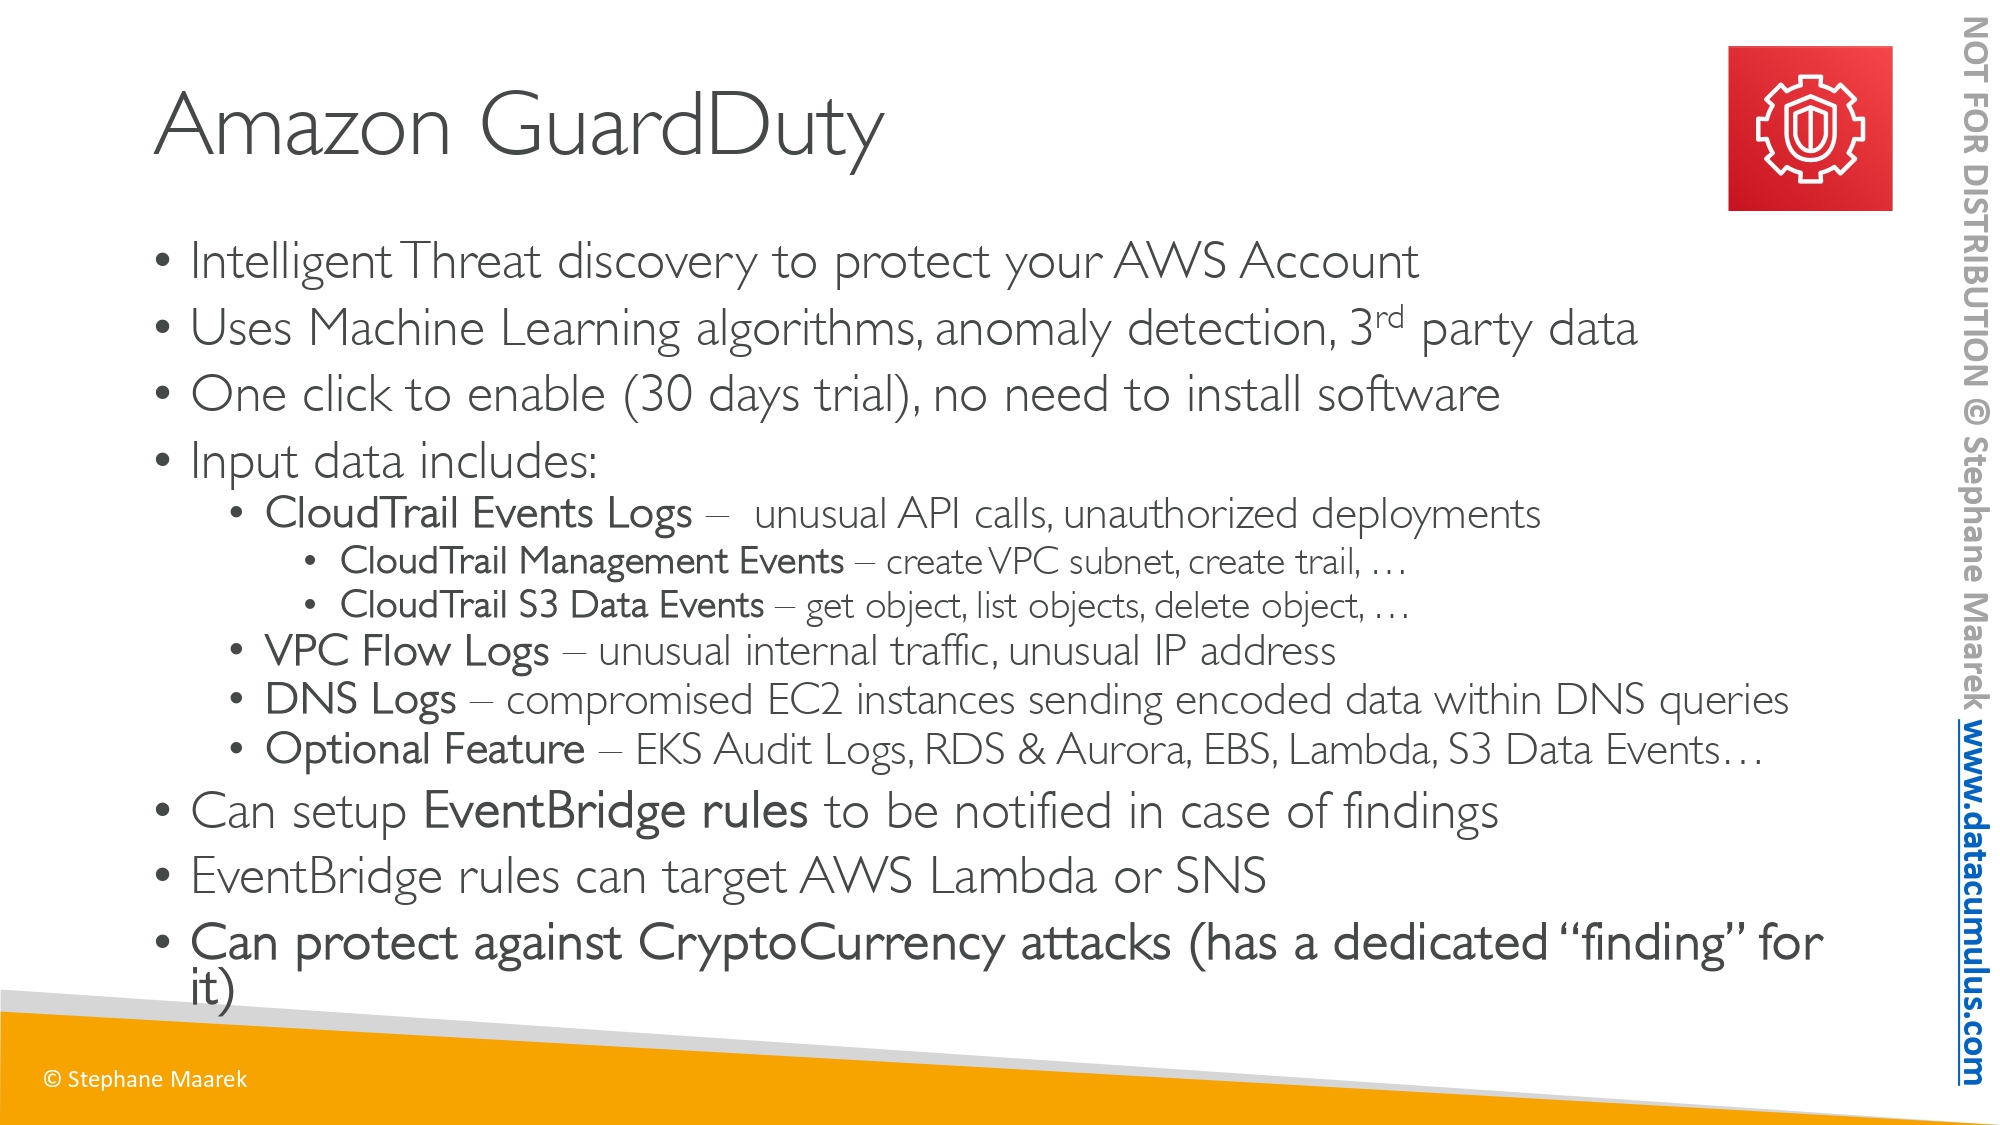 Amazon GuardDuty
• Intelligent Threat discovery to protect your AWS Account
• Uses Machine Learning algorithms, anomaly detection, 3rd party data
• One click to enable (30 days trial), no need to install software
• Input data includes:
• CloudTrail Events Logs – unusual API calls, unauthorized deployments
• CloudTrail Management Events – create VPC subnet, create trail, …
• CloudTrail S3 Data Events – get object, list objects, delete object, …
• VPC Flow Logs – unusual internal traffic, unusual IP address
• DNS Logs – compromised EC2 instances sending encoded data within DNS queries
• Optional Feature – EKS Audit Logs, RDS & Aurora, EBS, Lambda, S3 Data Events…
• Can setup EventBridge rules to be notified in case of findings
• EventBridge rules can target AWS Lambda or SNS
• Can protect against CryptoCurrency attacks (has a dedicated “finding” for
it)
© Stephane Maarek
NOT FOR DISTRIBUTION © Stephane Maarek www.datacumulus.com